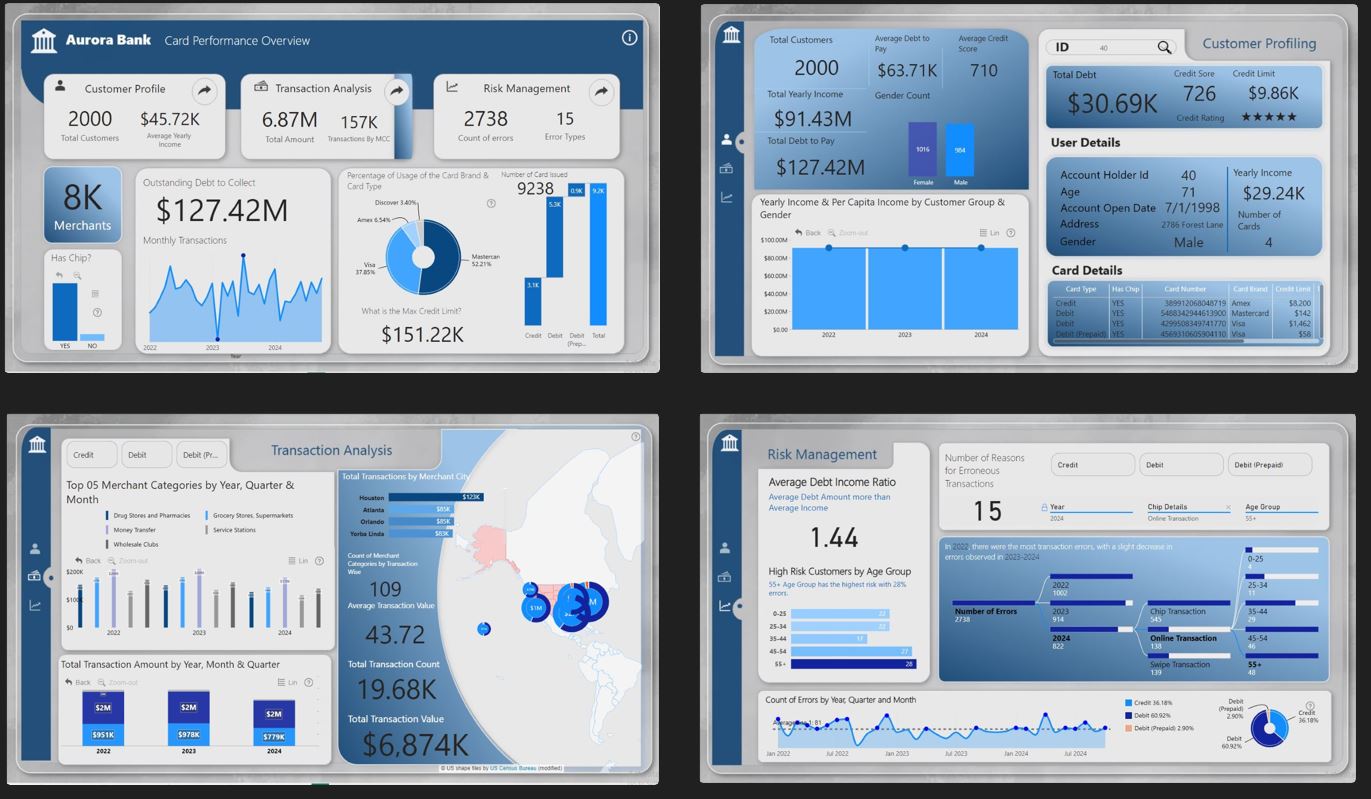 Aurora Bank Card Performance Overview
Customer Profile
2000 $45.72K
Total Customers Average Yearly
Income
Transaction Analysis
6.87M 157K
Total Amount Transactions By MCC
Risk Management
2738 15
Count of errors Error Types
8K
Merchants
Has Chip?
YES NO
Outstanding Debt to Collect
$127.42M
Monthly Transactions
2022 2023 2024
Year
Percentage of Usage of the Card Brand &
Card Type
Discover 3.40%
Amex 6.54%
Visa
37.85%
Mastercar
52.21%
What is the Max Credit Limit?
$151.22K
Number of Card Issued
9238
0.9K 9.2K
5.3K
3.1K
Credit Debit Debit Total
(Prep...
Total Customers
2000
Average Debt to
Pay
$63.71K
Average Credit
Score
710
Total Yearly Income
$91.43M
Total Debt to Pay
$127.42M
Gender Count
1016 984
Female Male
Yearly Income & Per Capita Income by Customer Group &
Gender
Back Zoom-out Lin
$100.00M
$80.00M
$60.00M
$40.00M
$20.00M
$0.00
2022 2023 2024
ID 40
Customer Profiling
Total Debt
$30.69K
Credit Sore
726
Credit Limit
$9.86K
Credit Rating ★★★★★
User Details
Account Holder Id 40
Age 71
Account Open Date 7/1/1998
Address 2786 Forest Lane
Gender Male
Yearly Income
$29.24K
Number of
Cards
4
Card Details
Card Type Has Chip Card Number Card Brand Credit Limit
Credit YES 389912068048719 Amex $8,200
Debit YES 5488342944613900 Mastercard $142
Debit YES 4299508349741770 Visa $1,462
Debit (Prepaid) YES 4569310605904110 Visa $58
Credit Debit Debit (Pr...
Transaction Analysis
Top 05 Merchant Categories by Year, Quarter &
Month
Drug Stores and Pharmacies Grocery Stores, Supermarkets
Money Transfer Service Stations
Wholesale Clubs
Back Zoom-out Lin
$200K
$100K
$0
2022 2023 2024
Total Transaction Amount by Year, Month & Quarter
Back Zoom-out Lin
$2M $2M $2M
$951K $978K $779K
2022 2023 2024
Total Transactions by Merchant City
Houston $123K
Atlanta $85K
Orlando $85K
Yorba Linda $83K
Count of Merchant
Categories by Transaction
Wise
109
Average Transaction Value
43.72
Total Transaction Count
19.68K
Total Transaction Value
$6,874K
$1M
© US shape files by US Census Bureau (modified)
Risk Management
Average Debt Income Ratio
Average Debt Amount more than
Average Income
1.44
High Risk Customers by Age Group
55+ Age Group has the highest risk with 28%
errors.
0-25 22
25-34 22
35-44 17
45-54 27
55+ 28
Number of Reasons
for Erroneous
Transactions
15
Credit Debit Debit (Prepaid)
Year Chip Details Age Group
2024 Online Transaction 55+
In 2022, there were the most transaction errors, with a slight decrease in
errors observed in 2023-2024
Number of Errors
2738
2022
1002
2023
914
2024
822
Chip Transaction
545
Online Transaction
138
Swipe Transaction
139
0-25
4
25-34
11
35-44
29
45-54
46
55+
48
Count of Errors by Year, Quarter and Month
Jan 2022 Jul 2022 Jan 2023 Jul 2023 Jan 2024 Jul 2024
Credit 36.18%
Debit 60.92%
Debit (Prepaid) 2.90%
Debit
(Prepaid)
2.90%
Credit
36.18%
Debit
60.92%